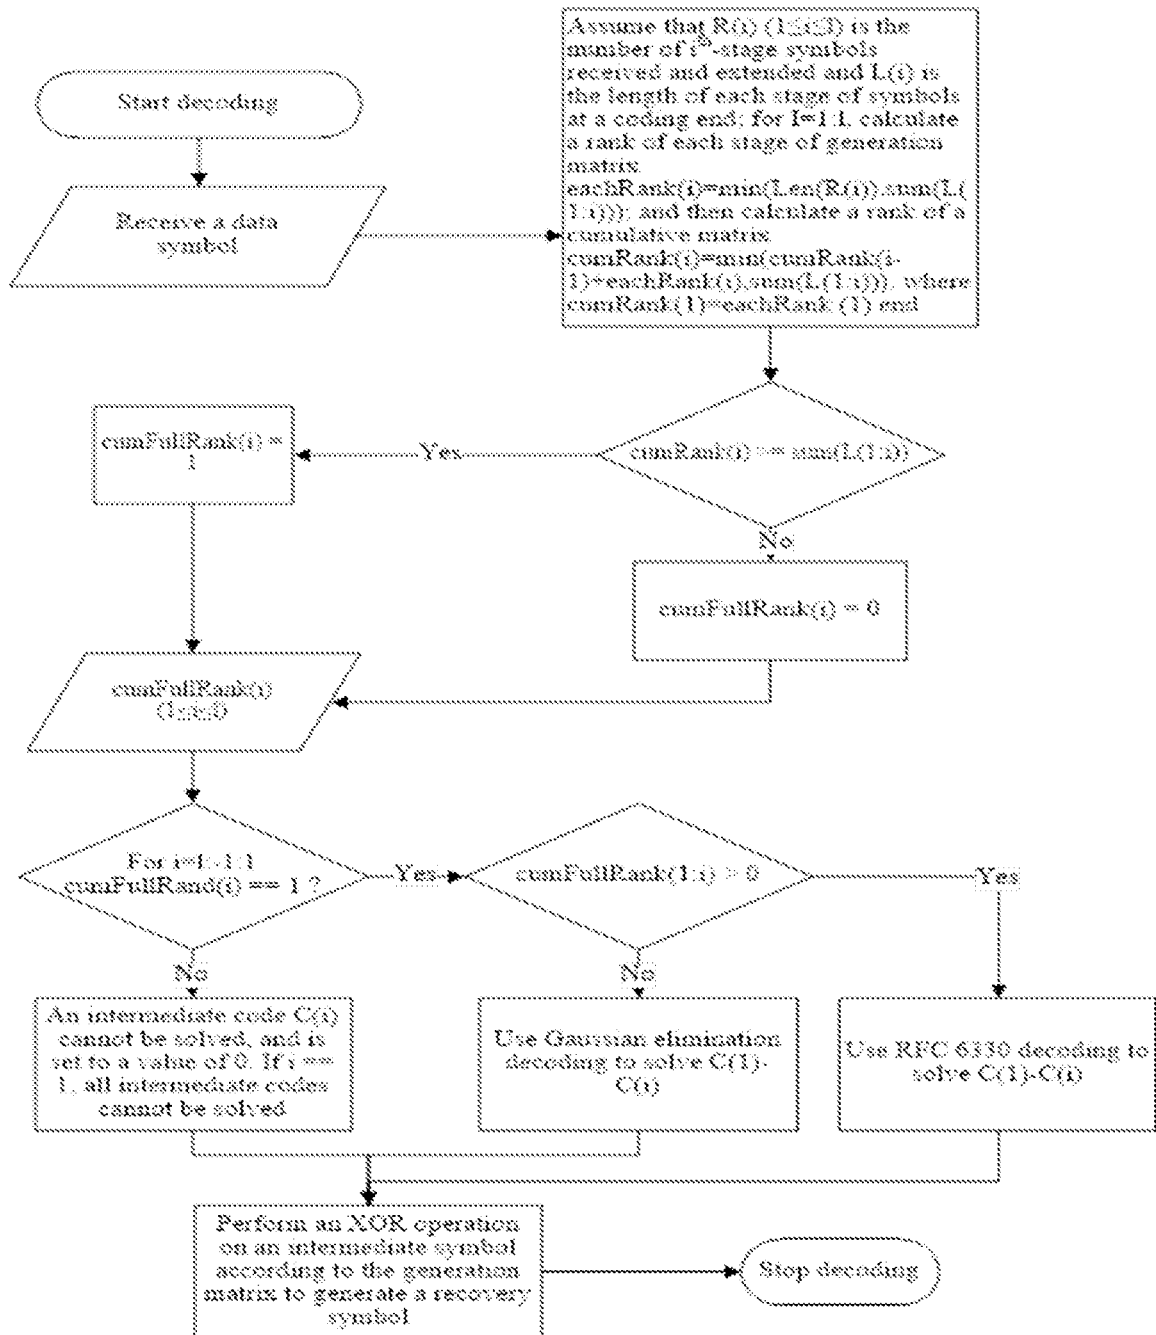 Start decoding
Receive a data
symbol
Assume that R(i) (1≤i≤I) is the
number of i^th-stage symbols
received and extended and L(i) is
the length of each stage of symbols
at a coding end; for I=1:I, calculate
a rank of each stage of generation
matrix
eachRank(i)=min(Len(R(i)),sum(L(
1:i))); and then calculate a rank of a
cumulative matrix
cumRank(i)=min(cumRank(i-
1)+eachRank(i),sum(L(1:i))), where
cumRank(1)=eachRank (1) end
cumRank(i) >= sum(L(1:i))
Yes
cumFullRank(i) =
1
No
cumFullRank(i) = 0
cumFullRank(i)
(1≤i≤I)
For i=I:-1:1
cumFullRand(i) == 1 ?
Yes
cumFullRank(1:i) > 0
Yes
No
No
An intermediate code C(i)
cannot be solved, and is
set to a value of 0. If i ==
1, all intermediate codes
cannot be solved
Use Gaussian elimination
decoding to solve C(1)-
C(i)
Use RFC 6330 decoding to
solve C(1)-C(i)
Perform an XOR operation
on an intermediate symbol
according to the generation
matrix to generate a recovery
symbol
Stop decoding